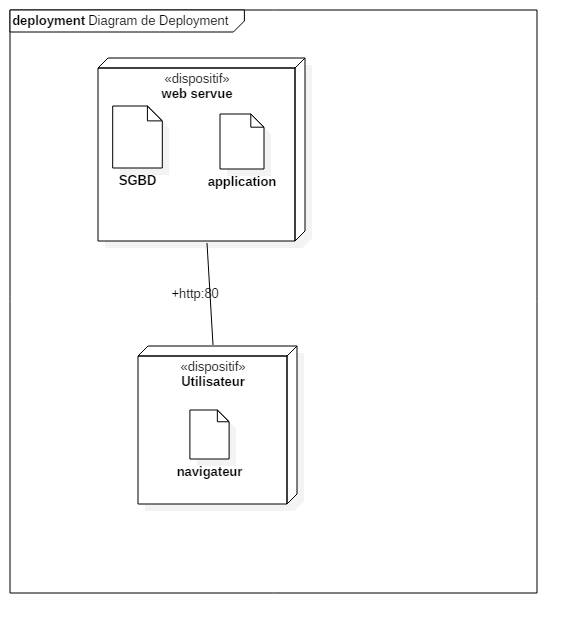 deployment Diagram de Deployment
«dispositif»
web servue
SGBD
application
+http:80
«dispositif»
Utilisateur
navigateur